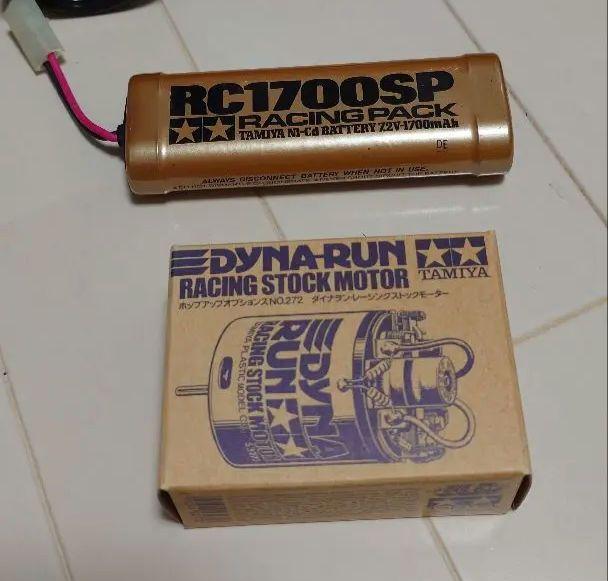 RC1700SP
RACING PACK
TAMIYA Ni-Cd BATTERY 7.2V-1700mAh
DE
ALWAYS DISCONNECT BATTERY WHEN NOT IN USE.
DYNA-RUN
RACING STOCK MOTOR
TAMIYA
ホップアップオプションズNO.272 ダイナラン・レーシングストックモーター
DYNA
RUN
RACING STOCK MOTOR